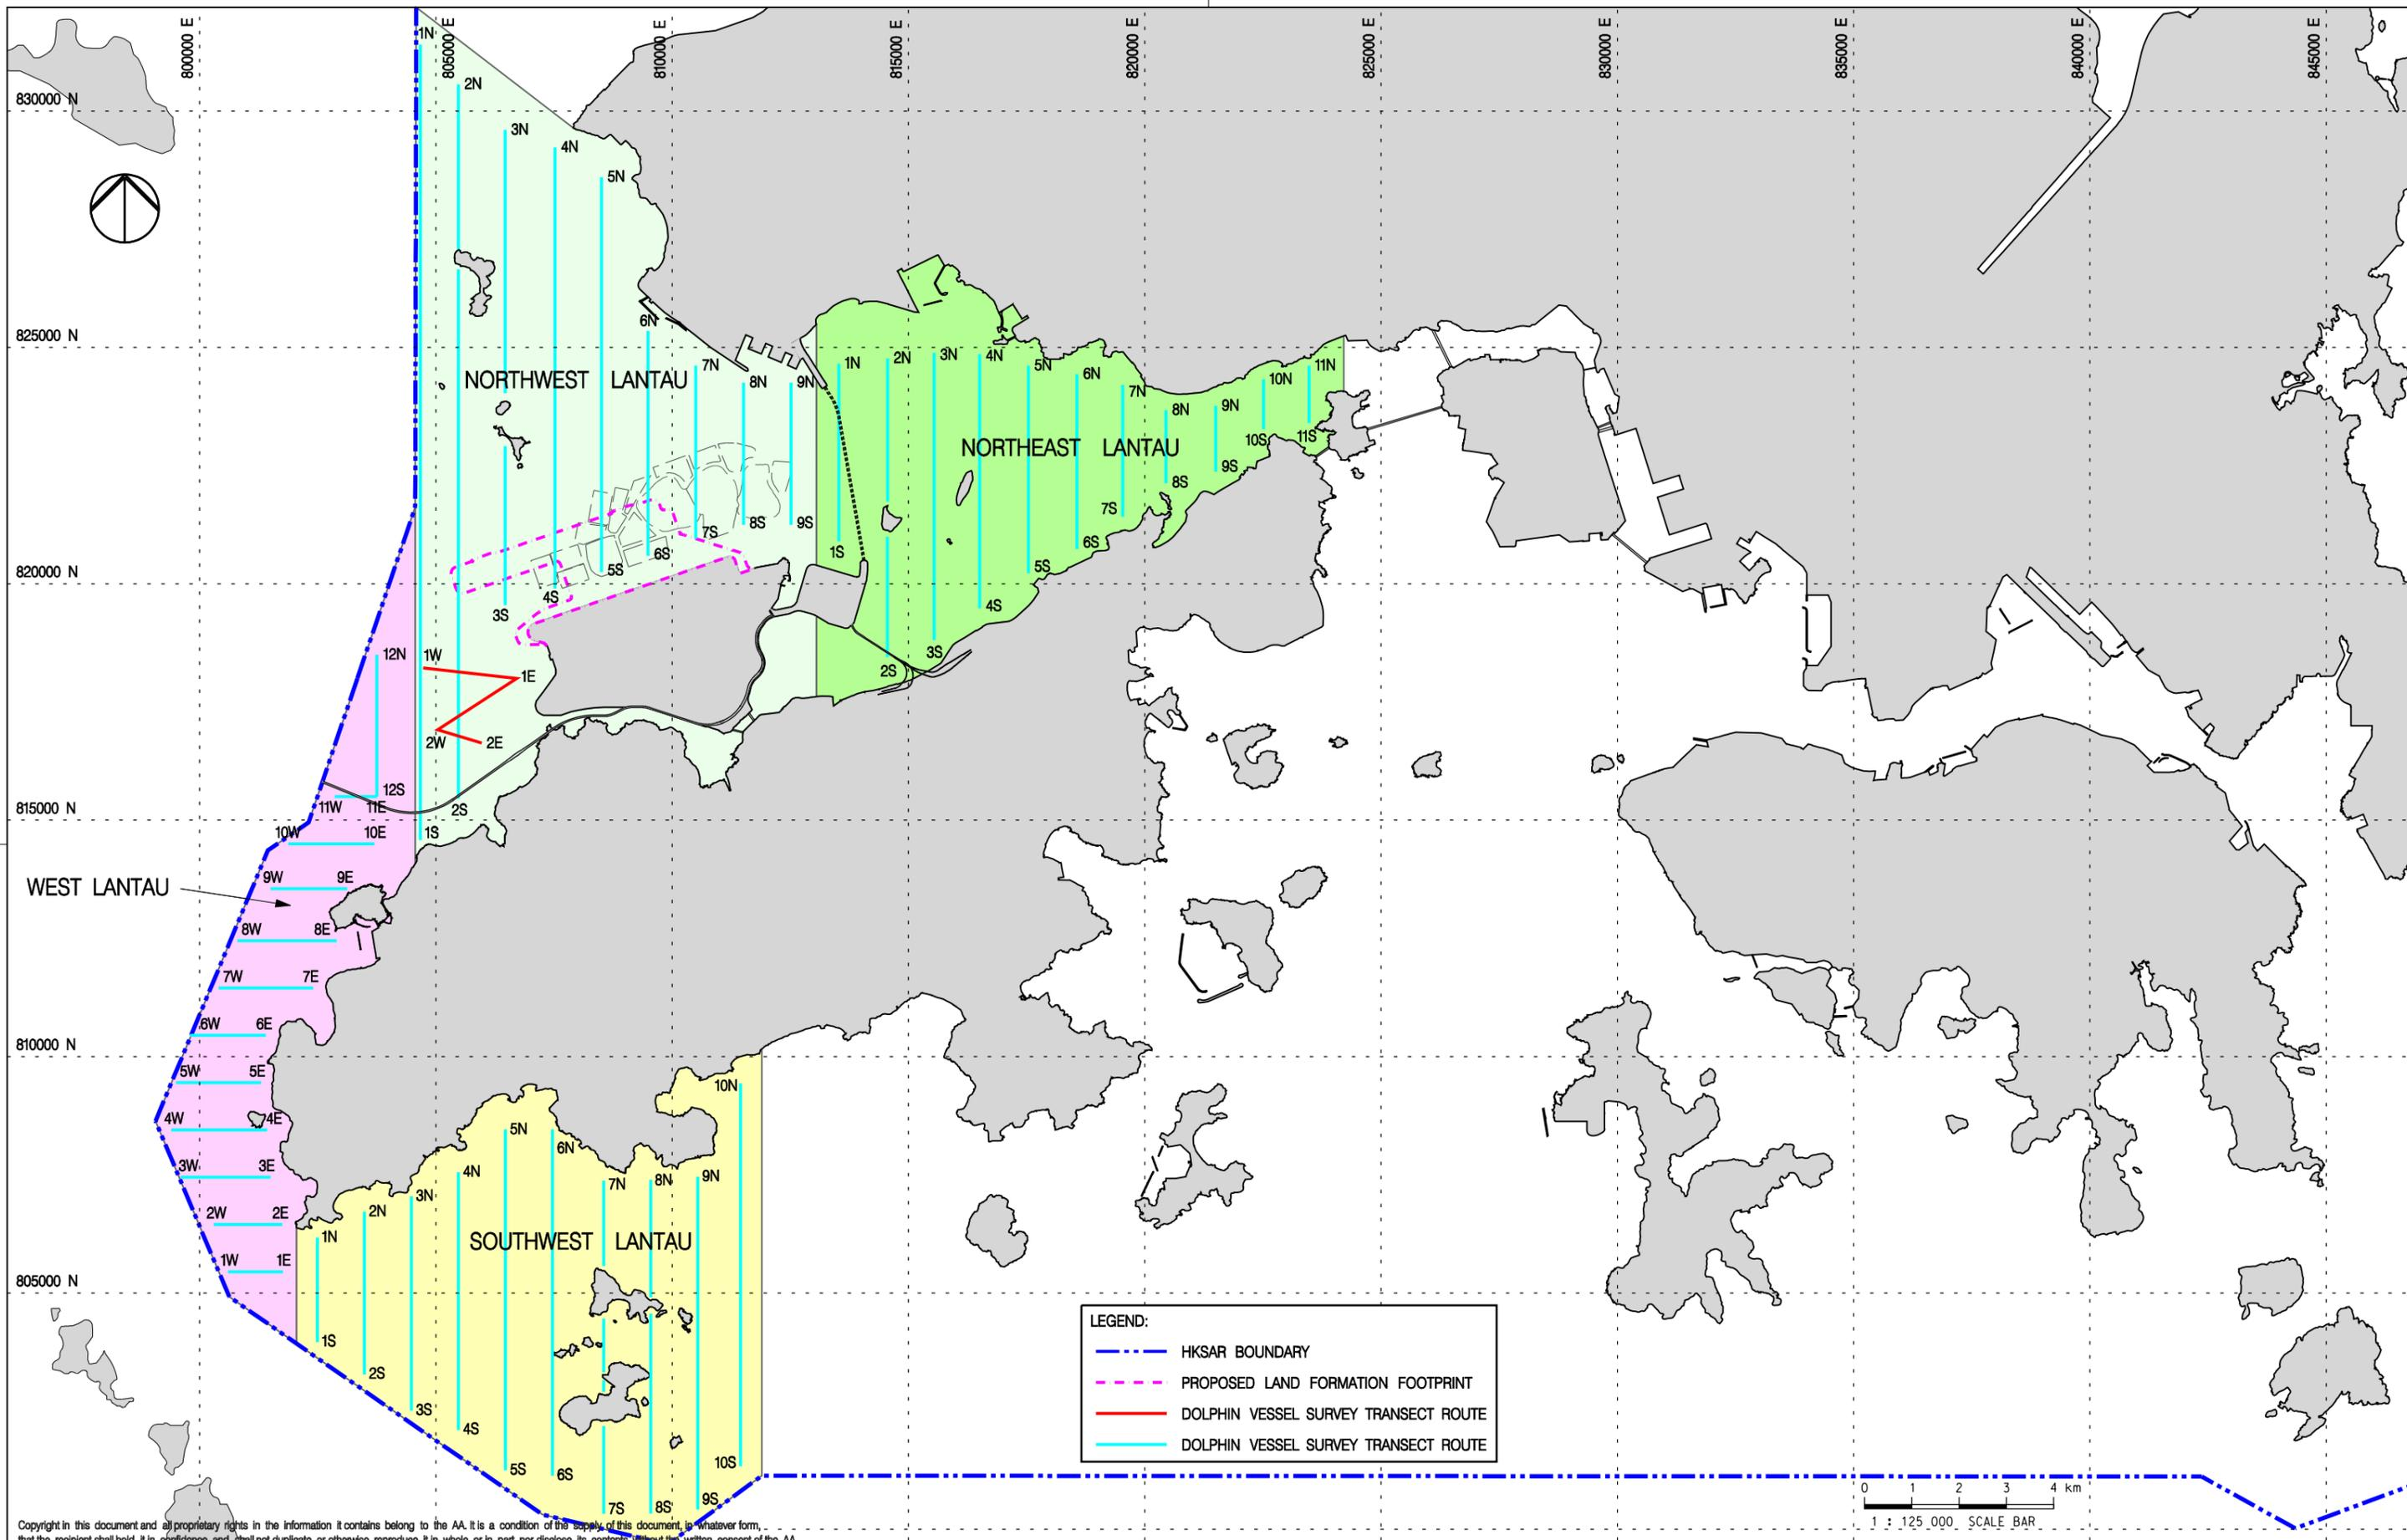 800000 E
805000 E
810000 E
815000 E
820000 E
825000 E
830000 E
835000 E
840000 E
845000 E
830000 N
825000 N
820000 N
815000 N
810000 N
805000 N
1N
2N
3N
4N
5N
6N
7N
8N
9N
NORTHWEST LANTAU
1S
2S
3S
4S
5S
6S
7S
8S
9S
1W
1E
2W
2E
1N
2N
3N
4N
5N
6N
7N
8N
9N
10N
11N
NORTHEAST LANTAU
1S
2S
3S
4S
5S
6S
7S
8S
9S
10S
11S
12N
12S
11W
11E
10W
10E
WEST LANTAU
9W
9E
8W
8E
7W
7E
6W
6E
5W
5E
4W
4E
3W
3E
2W
2E
1W
1E
1N
2N
3N
4N
5N
6N
7N
8N
9N
10N
SOUTHWEST LANTAU
1S
2S
3S
4S
5S
6S
7S
8S
9S
10S
LEGEND:
HKSAR BOUNDARY
PROPOSED LAND FORMATION FOOTPRINT
DOLPHIN VESSEL SURVEY TRANSECT ROUTE
DOLPHIN VESSEL SURVEY TRANSECT ROUTE
0 1 2 3 4 km
1 : 125 000 SCALE BAR
Copyright in this document and all proprietary rights in the information it contains belong to the AA. It is a condition of the supply of this document, in whatever form,